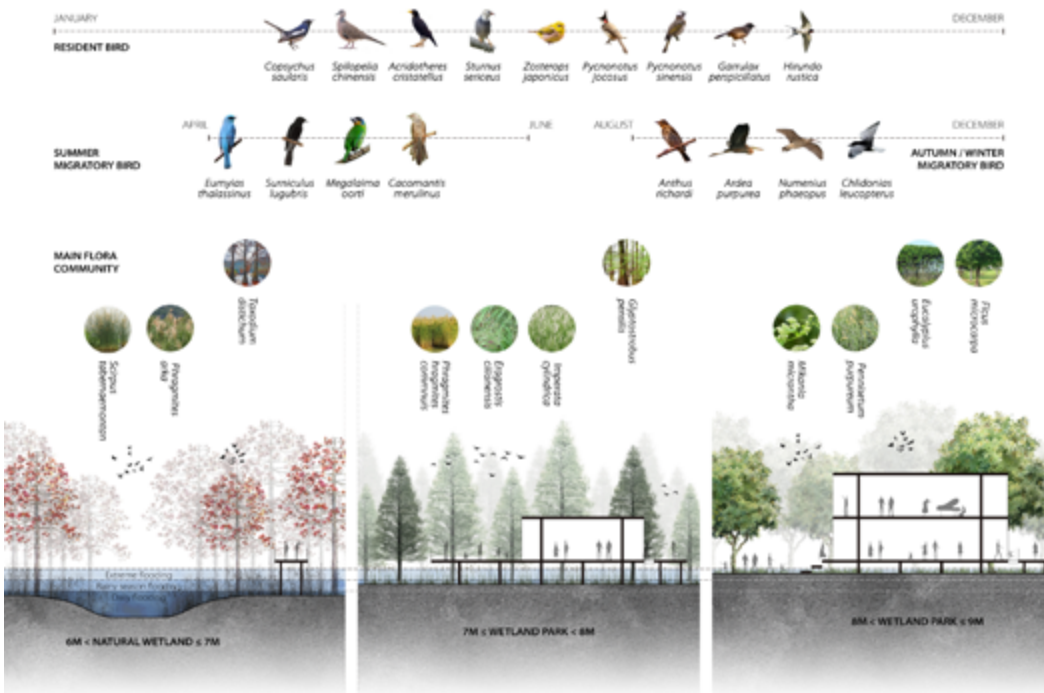 JANUARY
DECEMBER
RESIDENT BIRD
Copsychus
saularis
Spilopelia
chinensis
Acridotheres
cristatellus
Sturnus
sericeus
Zosterops
japonicus
Pycnonotus
jocosus
Pycnonotus
sinensis
Garrulax
perspicillatus
Hirundo
rustica
APRIL
JUNE
AUGUST
DECEMBER
SUMMER
MIGRATORY BIRD
AUTUMN / WINTER
MIGRATORY BIRD
Eumyias
thalassinus
Surniculus
lugubris
Megalaima
oorti
Cacomantis
merulinus
Anthus
richardi
Ardea
purpurea
Numenius
phaeopus
Chlidonias
leucopterus
MAIN FLORA
COMMUNITY
Scirpus
tabernaemontani
Phragmites
Taxodium
distichum
Phragmites
communis
Eragrostis
cilianensis
Imperata
cylindrica
Glyptostrobus
pensilis
Mikania
micrantha
Pennisetum
purpureum
Eucalyptus
urophylla
Ficus
microcarpa
Extreme flooding
Rainy season flooding
Daily flooding
6M < NATURAL WETLAND ≤ 7M
7M ≤ WETLAND PARK < 8M
8M < WETLAND PARK ≤ 9M